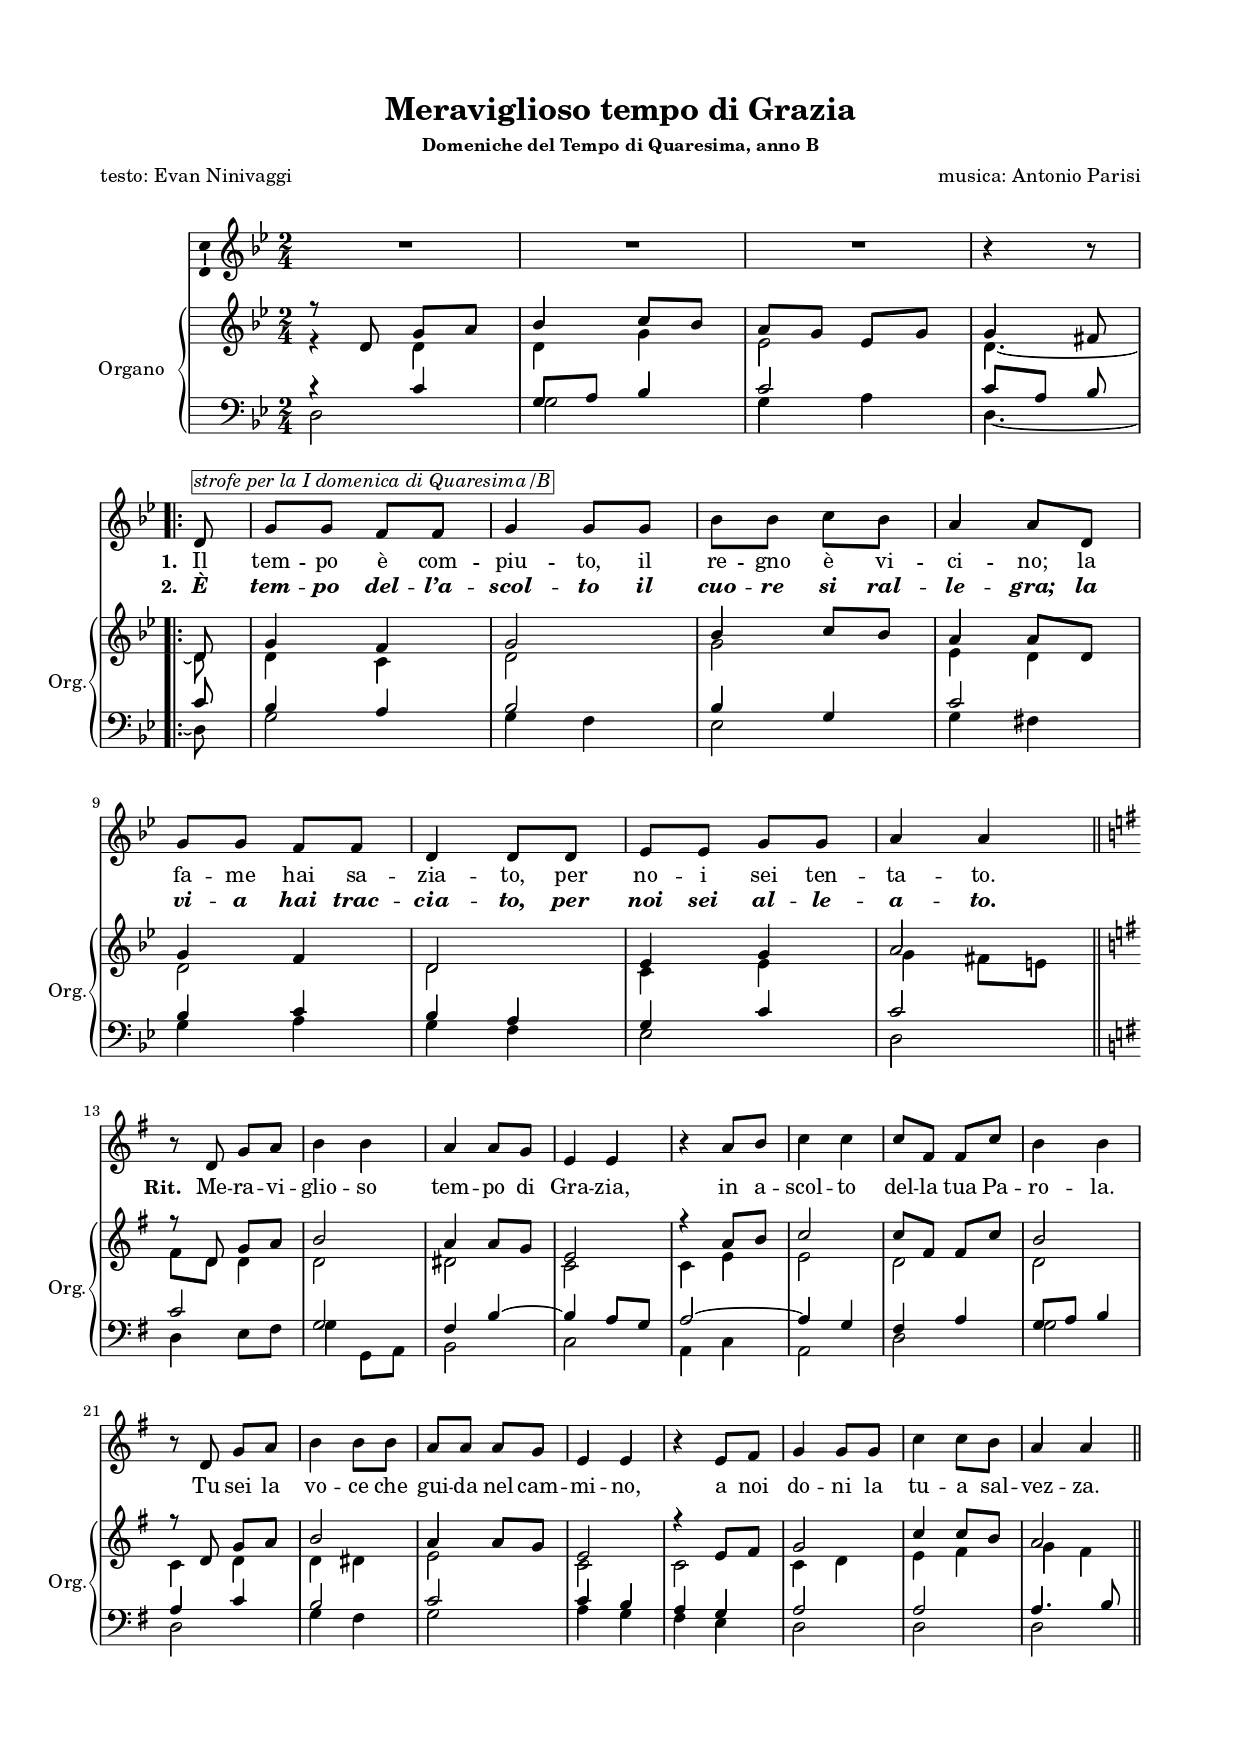 Meraviglioso tempo di Grazia
Domeniche del Tempo di Quaresima, anno B
testo: Evan Ninivaggi
musica: Antonio Parisi
2 4
Organo
2 4
2 4
strofe per la I domenica di Quaresima/B
1. Il tem -- po è com -- piu -- to, il re -- gno è vi -- ci -- no; la
2. È tem -- po del -- l’a -- scol -- to il cuo -- re si ral -- le -- gra; la
Org.
9
fa -- me hai sa -- zia -- to, per no -- i sei ten -- ta -- to.
vi -- a hai trac -- cia -- to, per noi sei al -- le -- a -- to.
Org.
13
Rit. Me -- ra -- vi -- glio -- so tem -- po di Gra -- zia, in a -- scol -- to del -- la tua Pa -- ro -- la.
Org.
21
Tu sei la vo -- ce che gui -- da nel cam -- mi -- no, a noi do -- ni la tu -- a sal -- vez -- za.
Org.